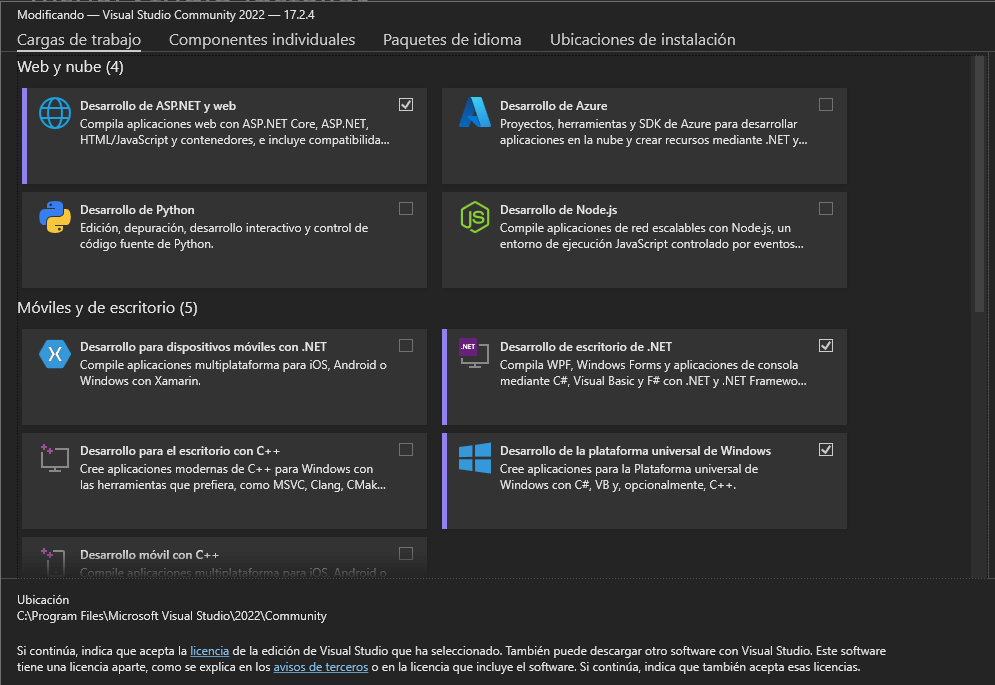 Modificando — Visual Studio Community 2022 — 17.2.4
Cargas de trabajo Componentes individuales Paquetes de idioma Ubicaciones de instalación
Web y nube (4)
Desarrollo de ASP.NET y web
Compila aplicaciones web con ASP.NET Core, ASP.NET,
HTML/JavaScript y contenedores, e incluye compatibilida...
Desarrollo de Azure
Proyectos, herramientas y SDK de Azure para desarrollar
aplicaciones en la nube y crear recursos mediante .NET y...
Desarrollo de Python
Edición, depuración, desarrollo interactivo y control de
código fuente de Python.
JS
Desarrollo de Node.js
Compile aplicaciones de red escalables con Node.js, un
entorno de ejecución JavaScript controlado por eventos...
Móviles y de escritorio (5)
Desarrollo para dispositivos móviles con .NET
Compile aplicaciones multiplataforma para iOS, Android o
Windows con Xamarin.
.NET
Desarrollo de escritorio de .NET
Compila WPF, Windows Forms y aplicaciones de consola
mediante C#, Visual Basic y F# con .NET y .NET Framewo...
Desarrollo para el escritorio con C++
Cree aplicaciones modernas de C++ para Windows con
las herramientas que prefiera, como MSVC, Clang, CMak...
Desarrollo de la plataforma universal de Windows
Cree aplicaciones para la Plataforma universal de
Windows con C#, VB y, opcionalmente, C++.
Desarrollo móvil con C++
Compile aplicaciones multiplataforma para iOS, Android o
Ubicación
C:\Program Files\Microsoft Visual Studio\2022\Community
Si continúa, indica que acepta la licencia de la edición de Visual Studio que ha seleccionado. También puede descargar otro software con Visual Studio. Este software
tiene una licencia aparte, como se explica en los avisos de terceros o en la licencia que incluye el software. Si continúa, indica que también acepta esas licencias.